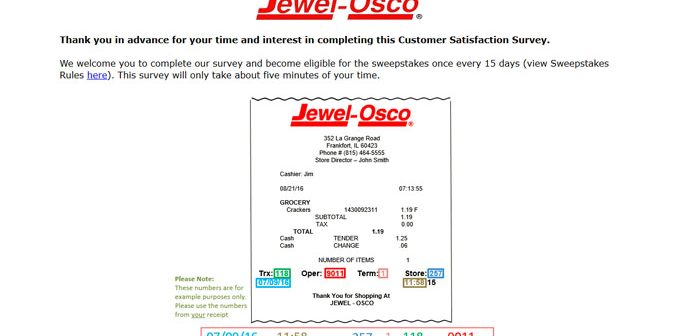 Jewel-Osco®
Thank you in advance for your time and interest in completing this Customer Satisfaction Survey.
We welcome you to complete our survey and become eligible for the sweepstakes once every 15 days (view Sweepstakes
Rules here). This survey will only take about five minutes of your time.
Jewel-Osco®
352 La Grange Road
Frankfort, IL 60423
Phone # (815) 464-5555
Store Director – John Smith
Cashier: Jim
08/21/16 07:13:55
GROCERY
Crackers 1430092311 1.19 F
SUBTOTAL 1.19
TAX 0.00
TOTAL 1.19
Cash TENDER 1.25
Cash CHANGE .06
NUMBER OF ITEMS 1
Trx: 118 Oper: 9011 Term: 1 Store: 257
07/09/16 11:58 15
Thank You for Shopping At
JEWEL - OSCO
Please Note:
These numbers are for
example purposes only.
Please use the numbers
from your receipt
07/09/16 11:58 257 1 118 9011